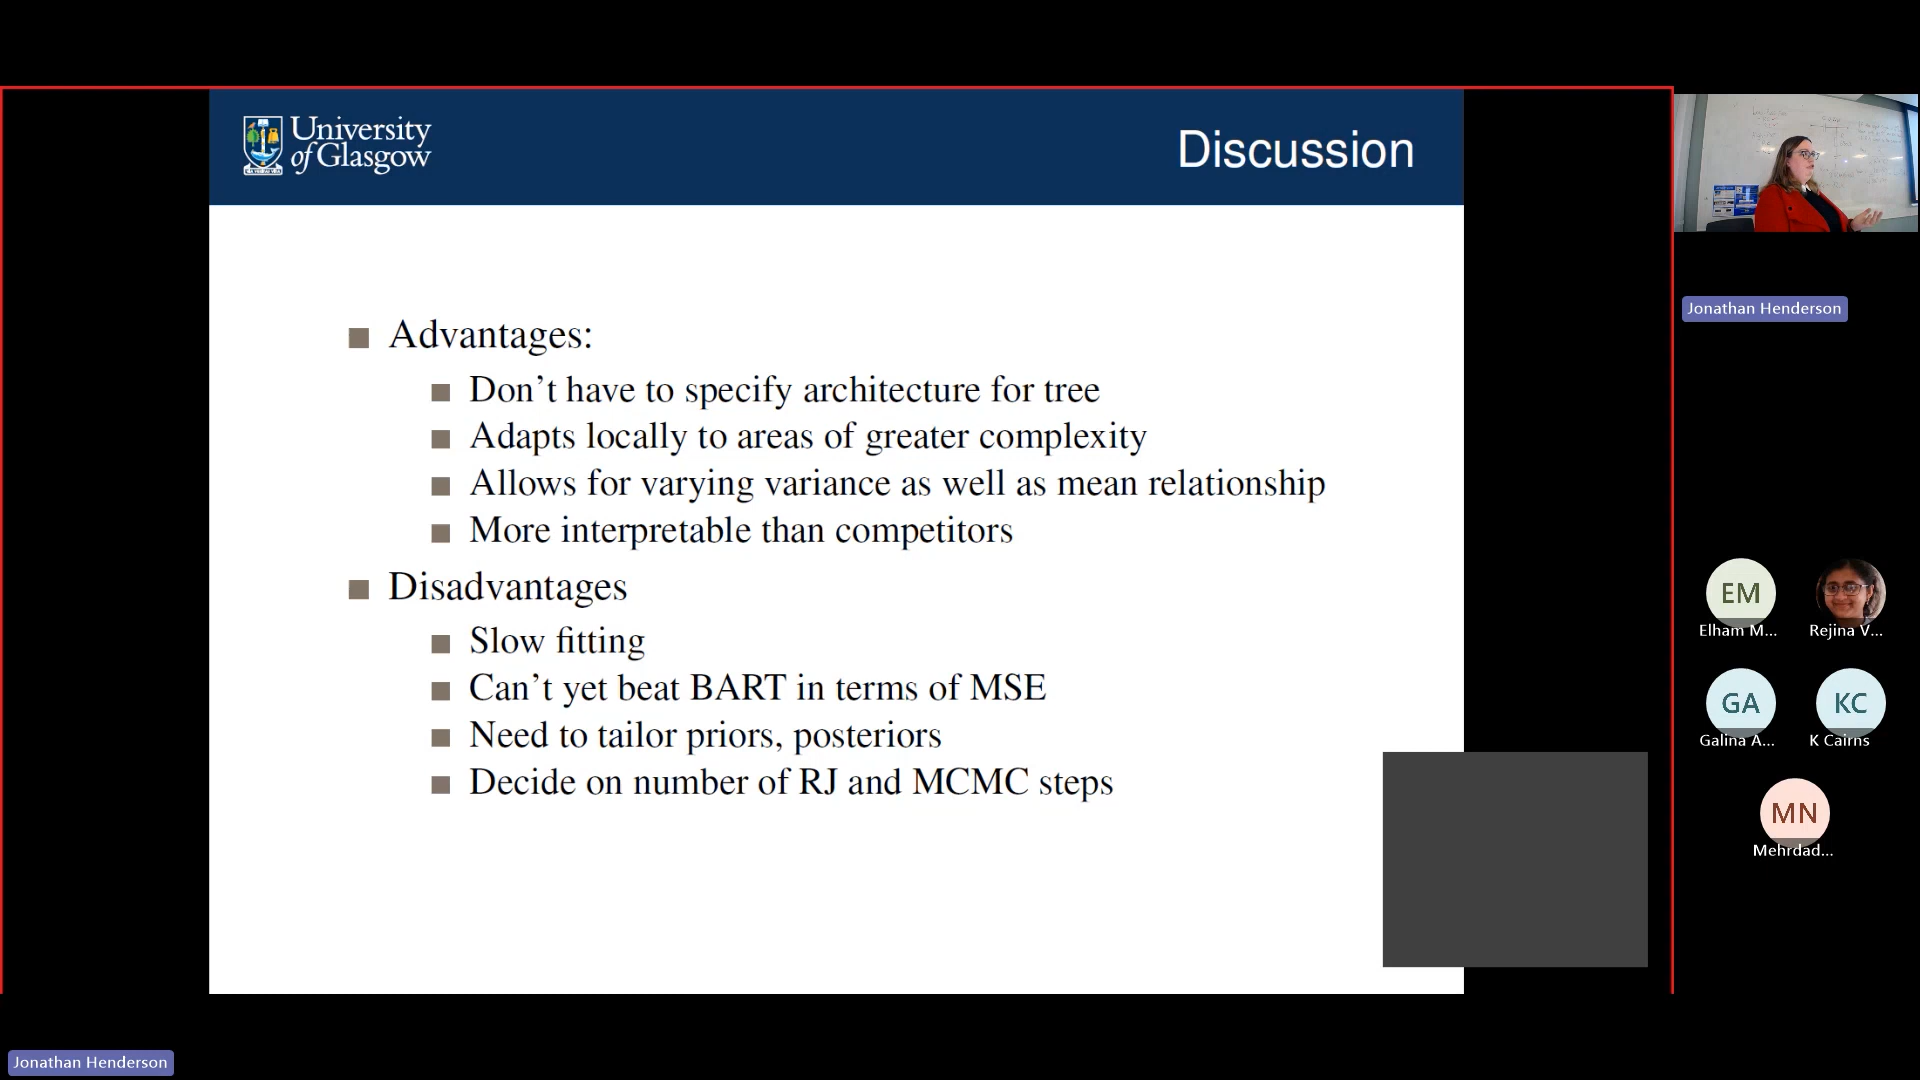 University
of Glasgow
Discussion
Advantages:
Don't have to specify architecture for tree
Adapts locally to areas of greater complexity
Allows for varying variance as well as mean relationship
More interpretable than competitors
Disadvantages
Slow fitting
Can't yet beat BART in terms of MSE
Need to tailor priors, posteriors
Decide on number of RJ and MCMC steps
Jonathan Henderson
EM
Elham M...
Rejina V...
GA
Galina A...
KC
K Cairns
MN
Mehrdad...
Jonathan Henderson